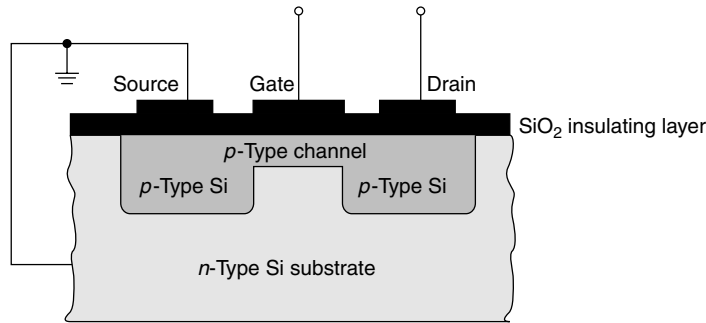 Source
Gate
Drain
SiO₂ insulating layer
p-Type channel
p-Type Si
p-Type Si
n-Type Si substrate